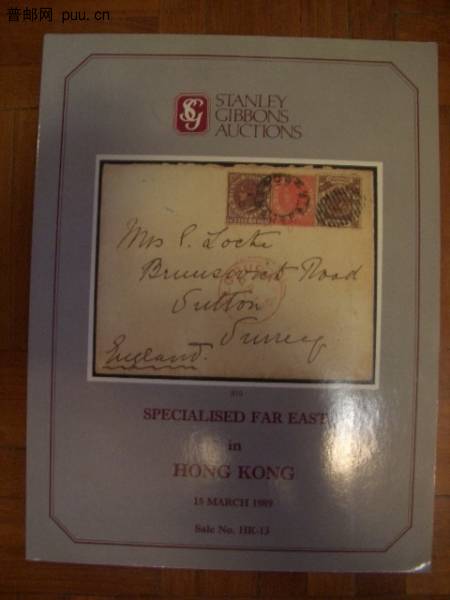 普邮网 puu.cn
SG
STANLEY
GIBBONS
AUCTIONS
Mrs C. Locke
Brunswick Road
Sutton
Surrey
England.
SPECIALISED FAR EAST
in
HONG KONG
15 MARCH 1989
Sale No. HK-13